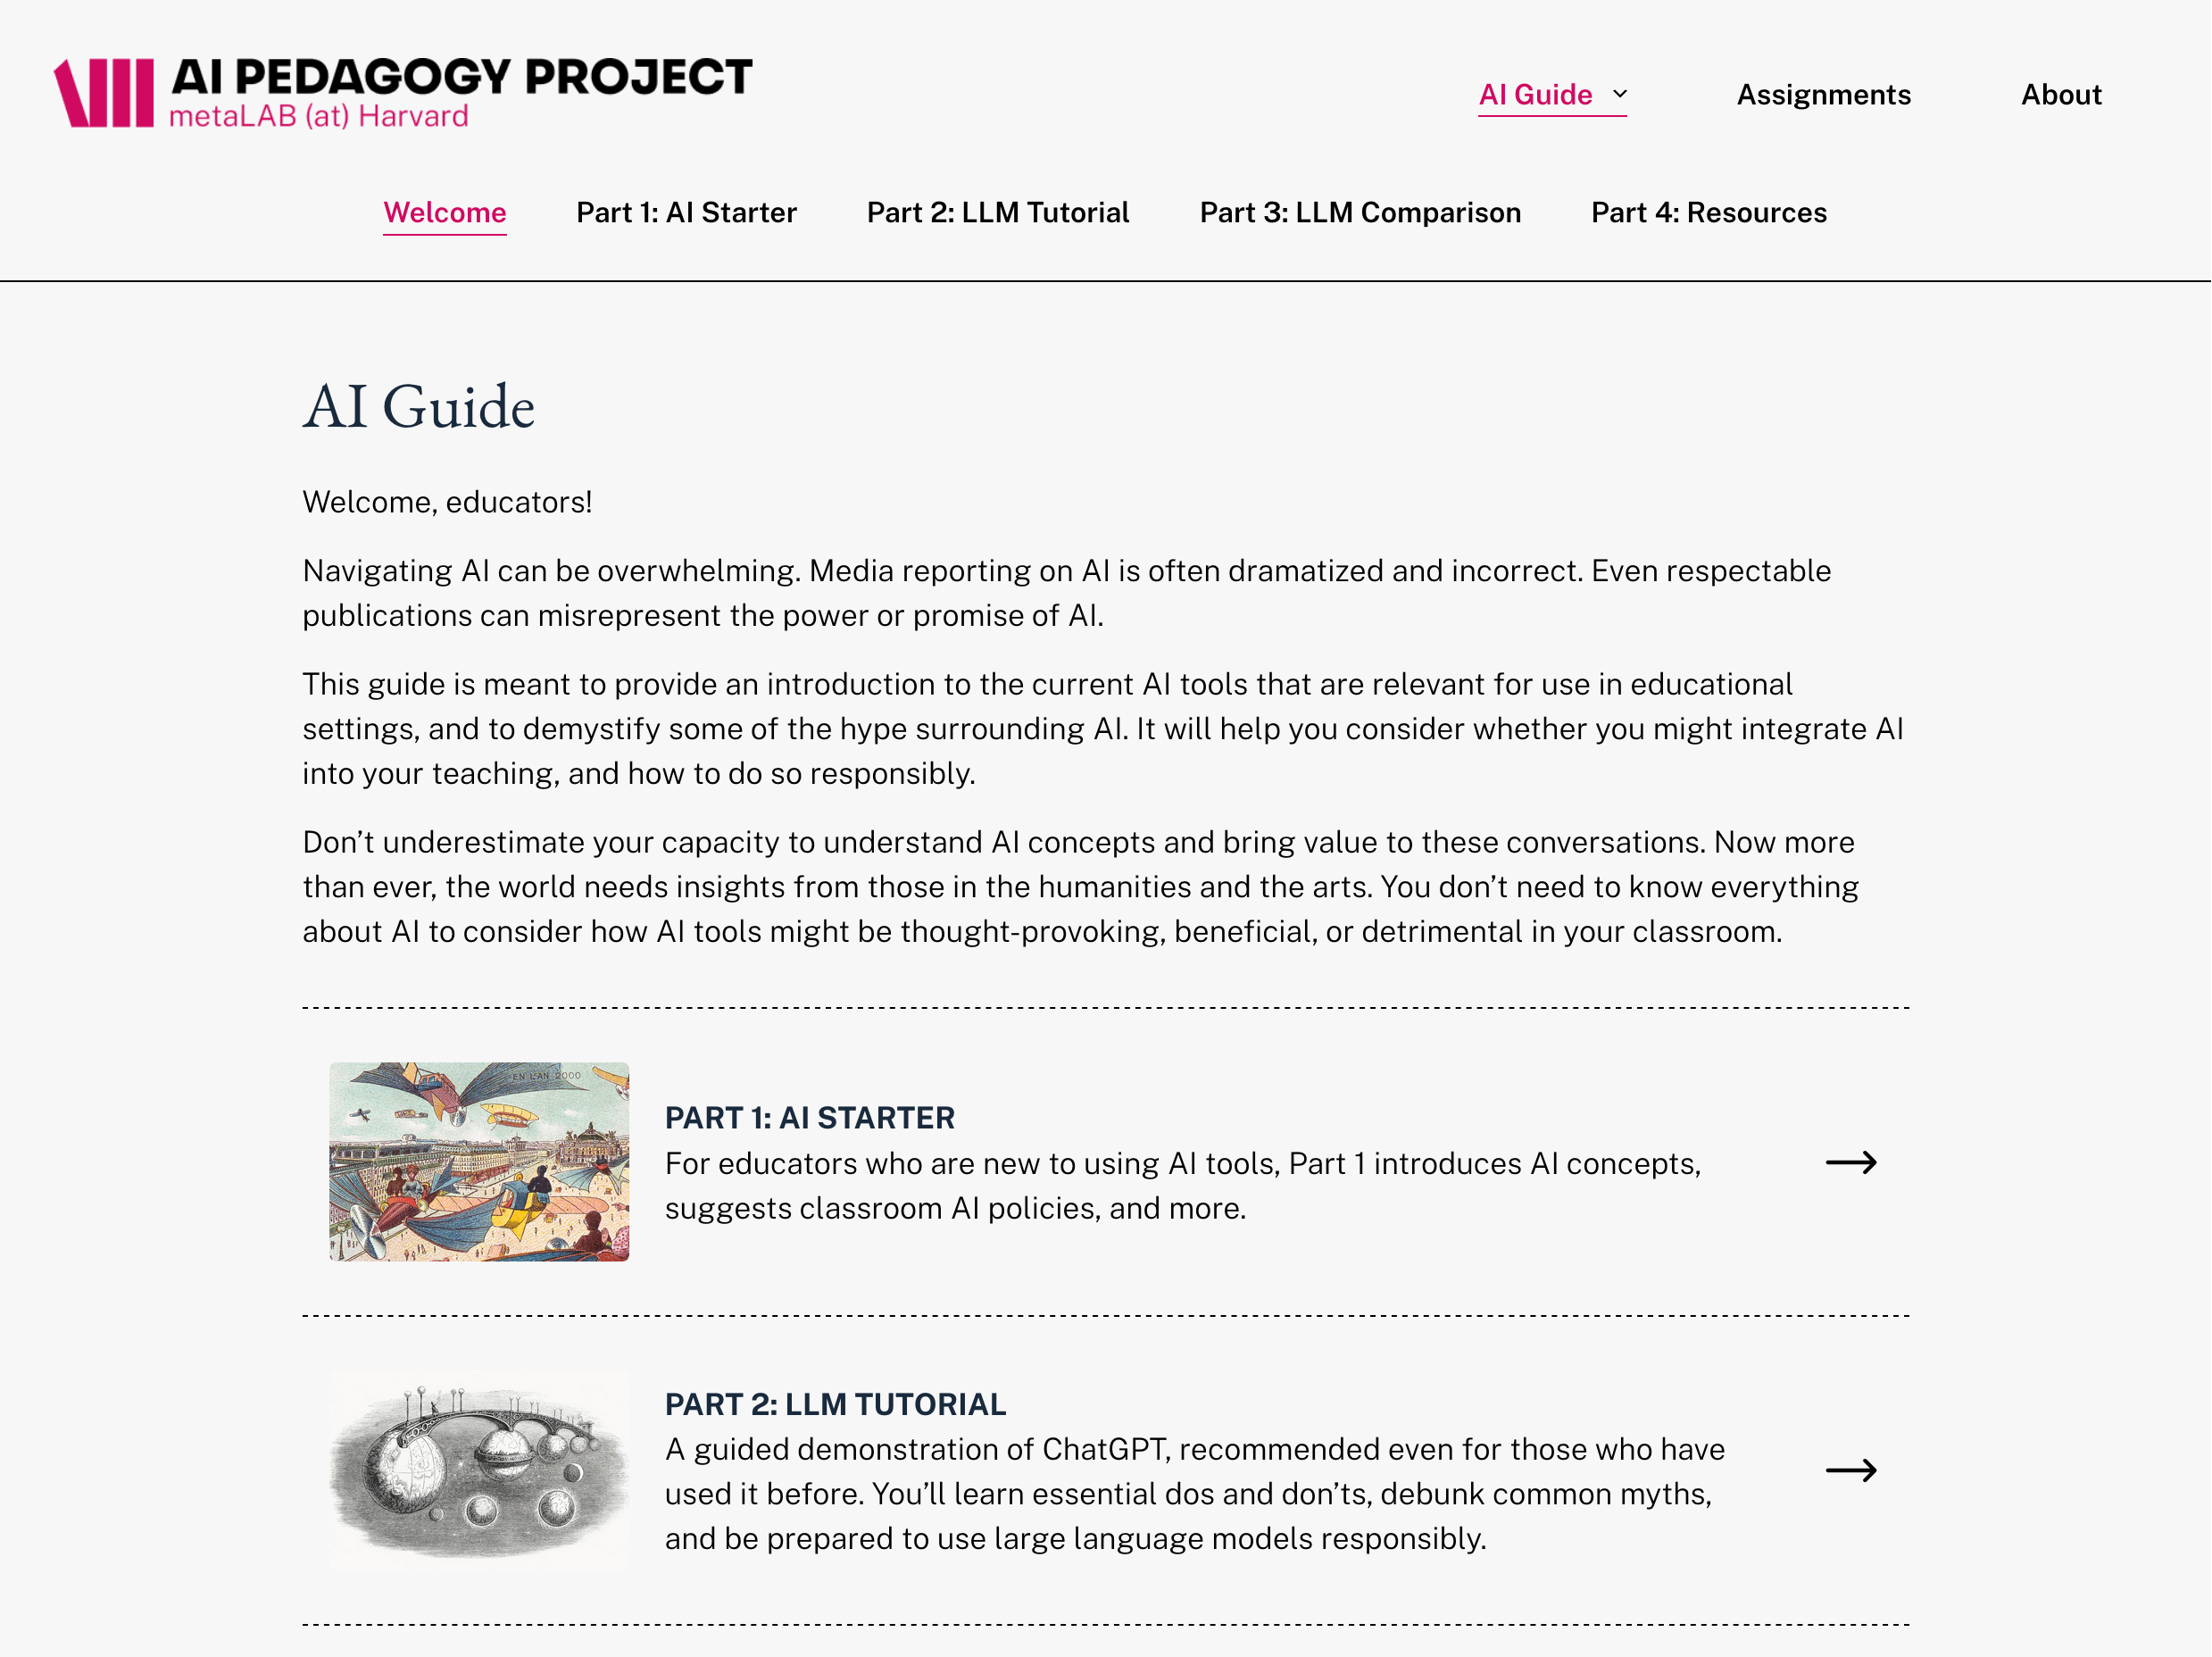 AI PEDAGOGY PROJECT
metaLAB (at) Harvard
AI Guide
Assignments
About
Welcome
Part 1: AI Starter
Part 2: LLM Tutorial
Part 3: LLM Comparison
Part 4: Resources
AI Guide
Welcome, educators!
Navigating AI can be overwhelming. Media reporting on AI is often dramatized and incorrect. Even respectable
publications can misrepresent the power or promise of AI.
This guide is meant to provide an introduction to the current AI tools that are relevant for use in educational
settings, and to demystify some of the hype surrounding AI. It will help you consider whether you might integrate AI
into your teaching, and how to do so responsibly.
Don’t underestimate your capacity to understand AI concepts and bring value to these conversations. Now more
than ever, the world needs insights from those in the humanities and the arts. You don’t need to know everything
about AI to consider how AI tools might be thought-provoking, beneficial, or detrimental in your classroom.
EN L'AN 2000
PART 1: AI STARTER
For educators who are new to using AI tools, Part 1 introduces AI concepts,
suggests classroom AI policies, and more.
PART 2: LLM TUTORIAL
A guided demonstration of ChatGPT, recommended even for those who have
used it before. You’ll learn essential dos and don’ts, debunk common myths,
and be prepared to use large language models responsibly.